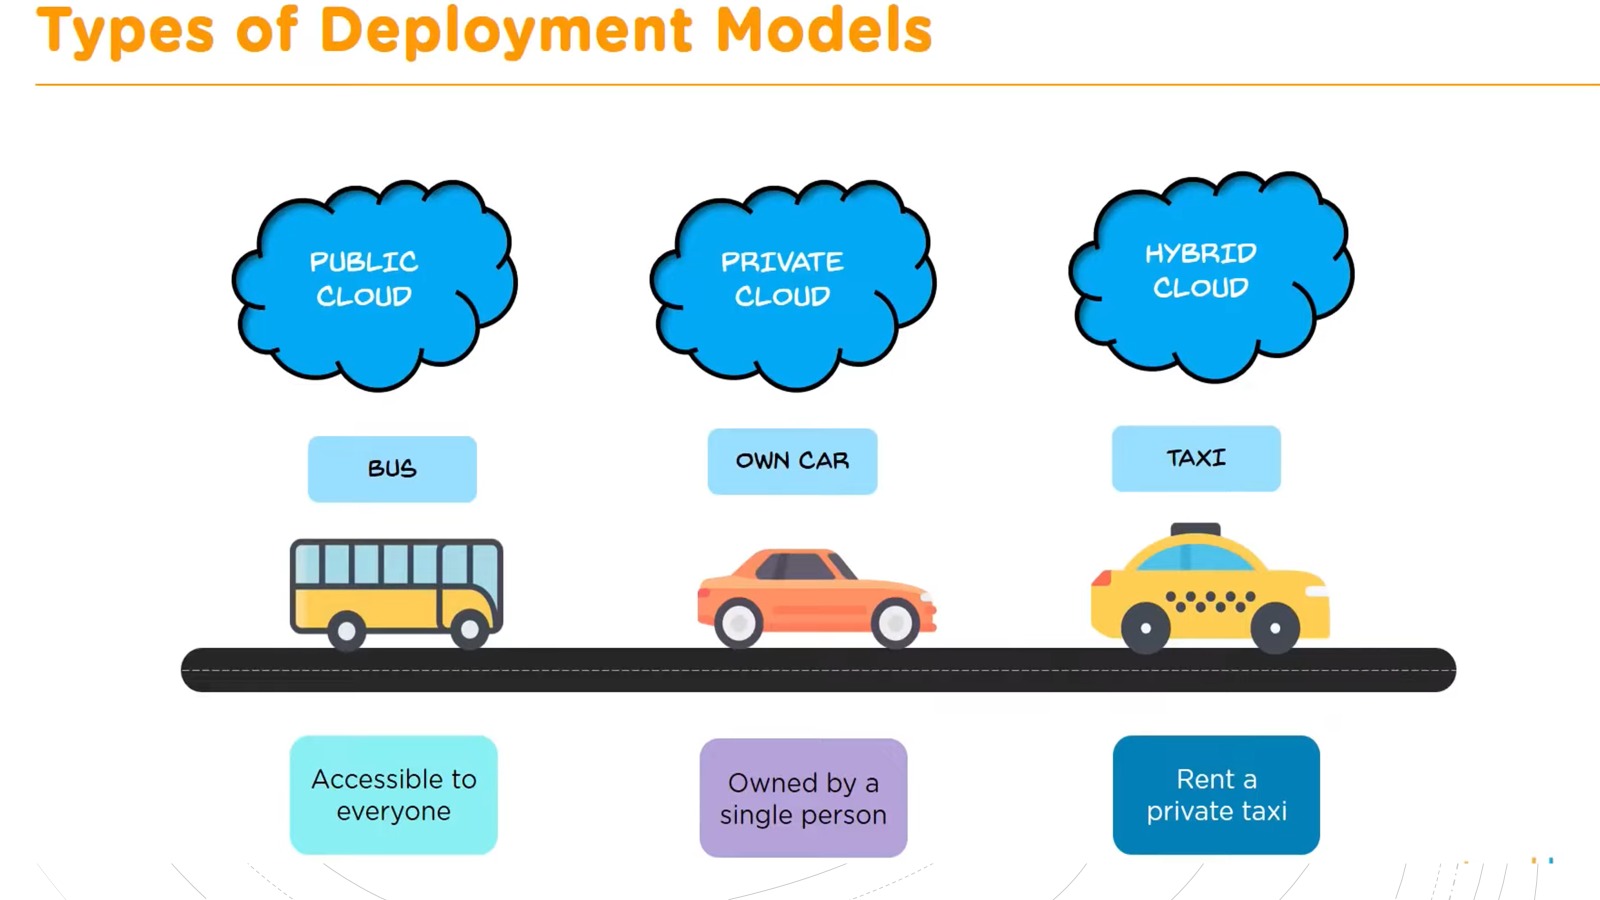 Types of Deployment Models
PUBLIC
CLOUD
PRIVATE
CLOUD
HYBRID
CLOUD
BUS
OWN CAR
TAXI
Accessible to
everyone
Owned by a
single person
Rent a
private taxi